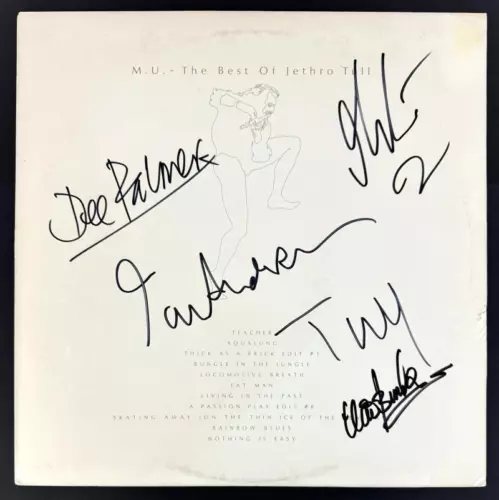 M.U. - The Best Of Jethro Tull
Dee Palmer
Ian Anderson
TEACHER
AQUALUNG
THICK AS A BRICK EDIT #1
BUNGLE IN THE JUNGLE
LOCOMOTIVE BREATH
FAT MAN
LIVING IN THE PAST
A PASSION PLAY EDIT #8
SKATING AWAY (ON THE THIN ICE OF THE
RAINBOW BLUES
NOTHING IS EASY